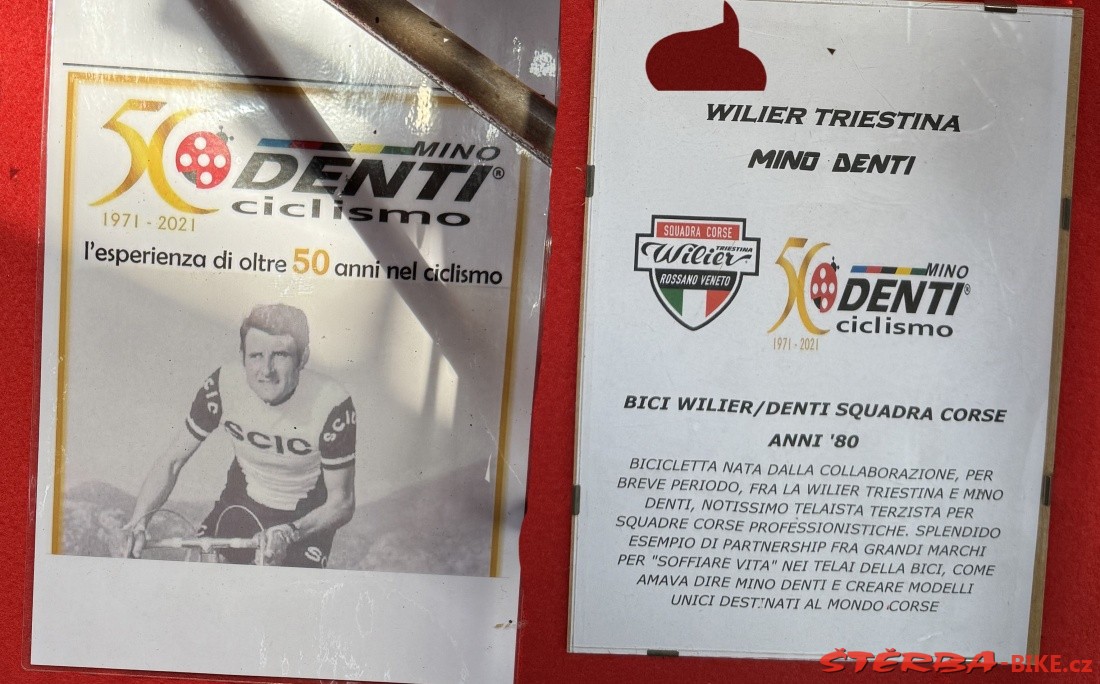 50
MINO
DENTI®
ciclismo
1971 - 2021
l'esperienza di oltre 50 anni nel ciclismo
SCIC
SCIC
SCIC
SC
WILIER TRIESTINA
MINO DENTI
SQUADRA CORSE
TRIESTINA
Wilier
ROSSANO VENETO
50
MINO
DENTI®
ciclismo
1971 - 2021
BICI WILIER/DENTI SQUADRA CORSE
ANNI '80
BICICLETTA NATA DALLA COLLABORAZIONE, PER
BREVE PERIODO, FRA LA WILIER TRIESTINA E MINO
DENTI, NOTISSIMO TELAISTA TERZISTA PER
SQUADRE CORSE PROFESSIONISTICHE. SPLENDIDO
ESEMPIO DI PARTNERSHIP FRA GRANDI MARCHI
PER "SOFFIARE VITA" NEI TELAI DELLA BICI, COME
AMAVA DIRE MINO DENTI E CREARE MODELLI
UNICI DESTINATI AL MONDO CORSE
ŠTĚRBA-BIKE.cz